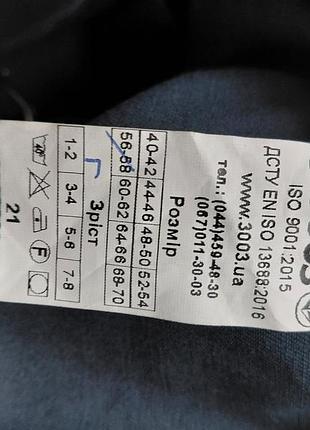 ISO 9001:2015
ДСТУ EN ISO 13688:2016
www.3003.ua
тел.: (044)459-48-30
(067)011-30-03
Розмір
40-42 44-46 48-50 52-54
56-58 60-62 64-66 68-70
Зріст
1-2 3-4 5-6 7-8
40 F
21